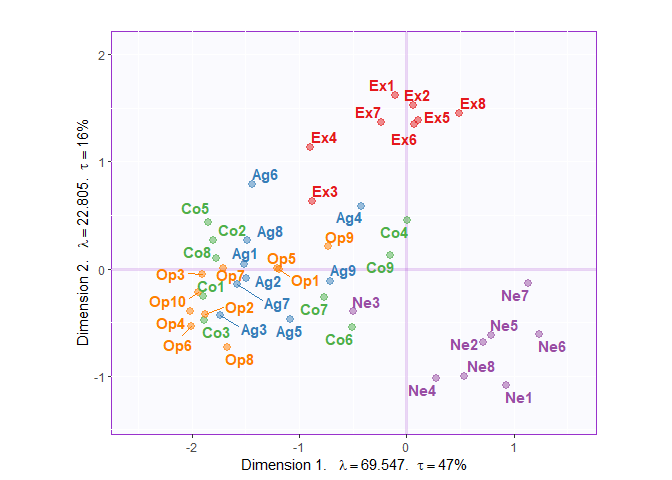 2
Ex1
Ex2
Ex8
Ex7
Ex5
Ex6
Ex4
1
Ag6
Ex3
Co5
Ag4
Co2
Ag8
Co4
Op9
Co8
Ag1
Op5
Co9
Ag9
0
Op3
Op7
Ag2
Op1
Ne7
Co1
Op10
Ag7
Ne3
Op2
Co7
Op4
Ne5
Co3
Ag3
Ag5
Co6
Ne2
Ne6
Op6
Op8
Ne8
-1
Ne4
Ne1
-2
-1
0
1
Dimension 1. λ = 69.547. τ = 47%
Dimension 2. λ = 22.805. τ = 16%